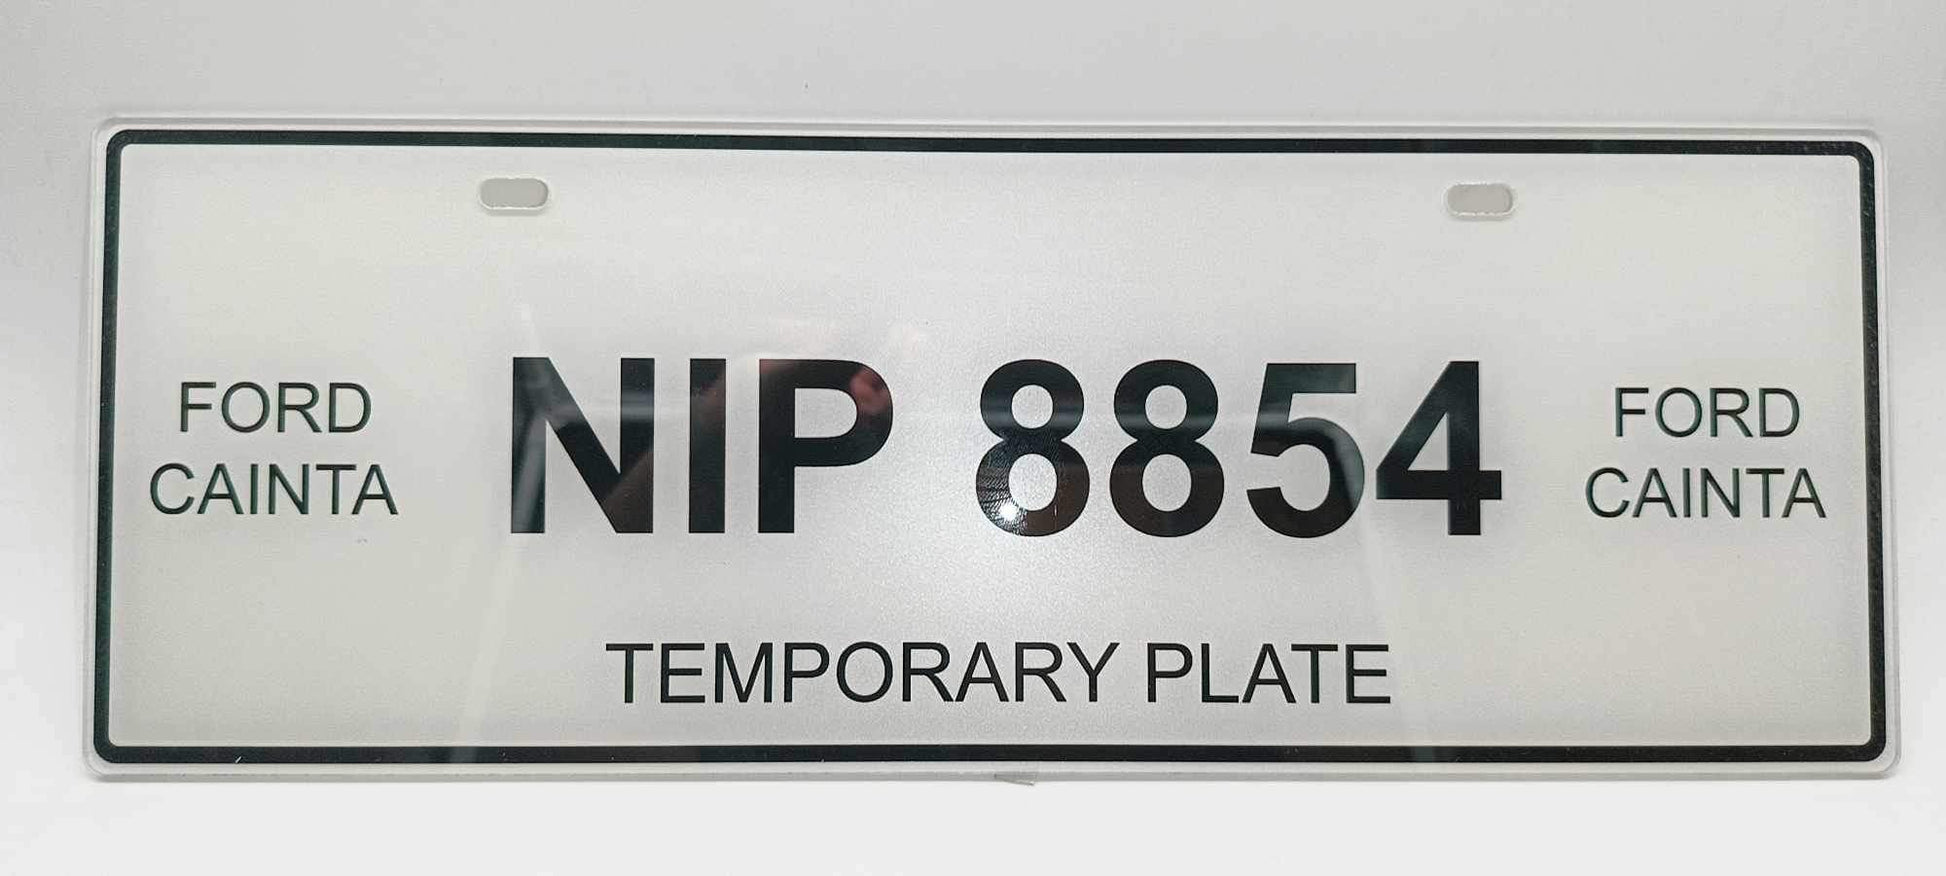 FORD
CAINTA
NIP 8854
FORD
CAINTA
TEMPORARY PLATE